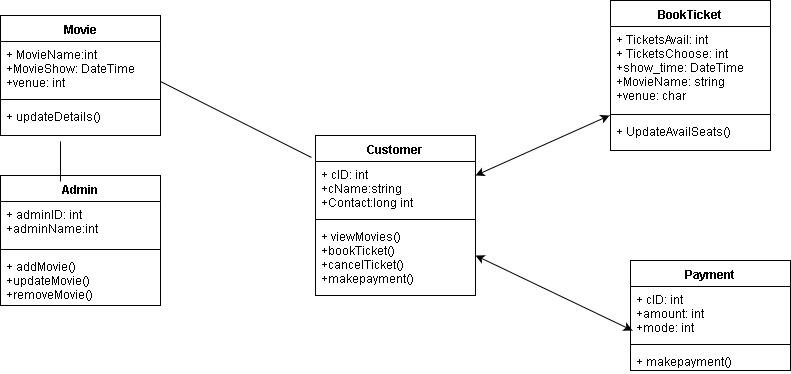 Movie
+ MovieName:int
+MovieShow: DateTime
+venue: int
+ updateDetails()
Admin
+ adminID: int
+adminName:int
+ addMovie()
+updateMovie()
+removeMovie()
Customer
+ cID: int
+cName:string
+Contact:long int
+ viewMovies()
+bookTicket()
+cancelTicket()
+makepayment()
BookTicket
+ TicketsAvail: int
+ TicketsChoose: int
+show_time: DateTime
+MovieName: string
+venue: char
+ UpdateAvailSeats()
Payment
+ cID: int
+amount: int
+mode: int
+ makepayment()